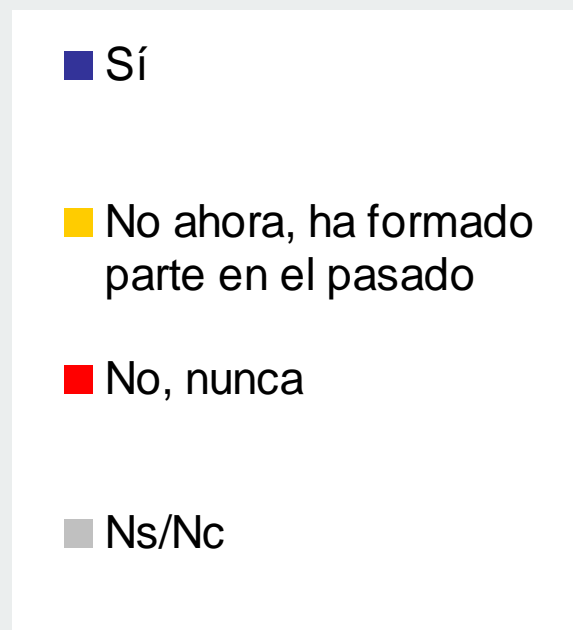 Sí
No ahora, ha formado
parte en el pasado
No, nunca
Ns/Nc